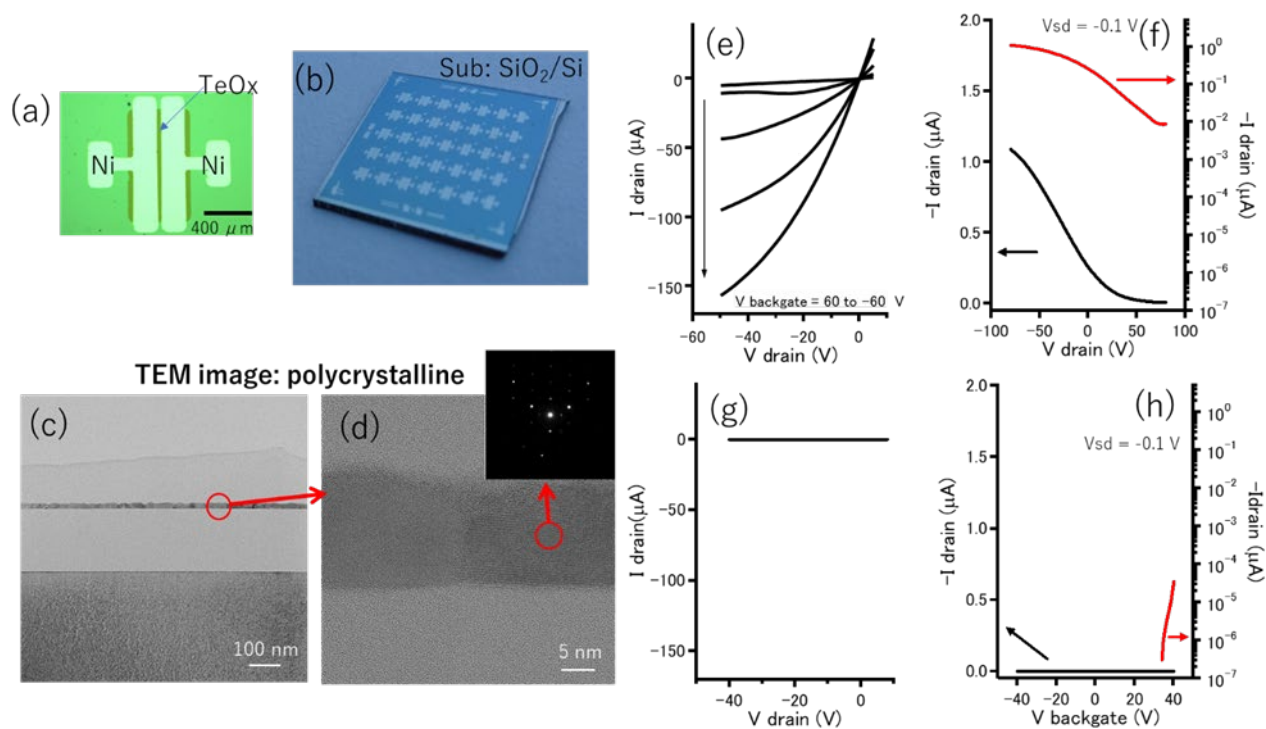 (a)
TeOx
Ni
Ni
400 μm
(b)
Sub: SiO₂/Si
TEM image: polycrystalline
(c)
100 nm
(d)
5 nm
(e)
I drain (μA)
0
−50
−100
−150
V backgate = 60 to −60 V
−60 −40 −20 0
V drain (V)
(f)
Vsd = -0.1 V
−I drain (μA)
2.0
1.5
1.0
0.5
0.0
−100 −50 0 50 100
V drain (V)
10⁰
10⁻¹
10⁻²
10⁻³
10⁻⁴
10⁻⁵
10⁻⁶
10⁻⁷
−I drain (μA)
(g)
I drain(μA)
0
−50
−100
−150
−40 −20 0
V drain (V)
(h)
Vsd = -0.1 V
−I drain (μA)
2.0
1.5
1.0
0.5
0.0
−40 −20 0 20 40
V backgate (V)
10⁰
10⁻¹
10⁻²
10⁻³
10⁻⁴
10⁻⁵
10⁻⁶
10⁻⁷
−Idrain (μA)